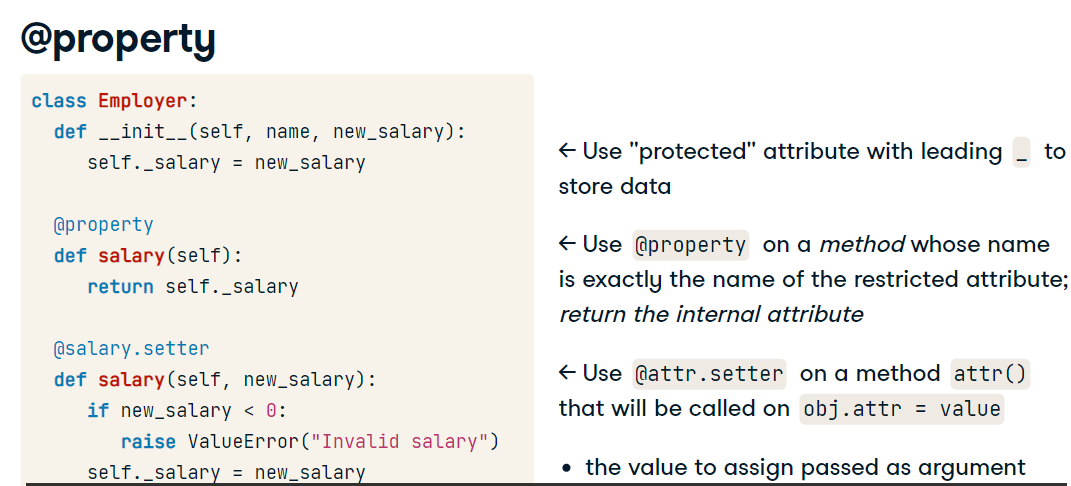 @property
class Employer:
  def __init__(self, name, new_salary):
     self._salary = new_salary

  @property
  def salary(self):
     return self._salary

  @salary.setter
  def salary(self, new_salary):
     if new_salary < 0:
        raise ValueError("Invalid salary")
     self._salary = new_salary
← Use "protected" attribute with leading _ to
store data
← Use @property on a method whose name
is exactly the name of the restricted attribute;
return the internal attribute
← Use @attr.setter on a method attr()
that will be called on obj.attr = value
• the value to assign passed as argument